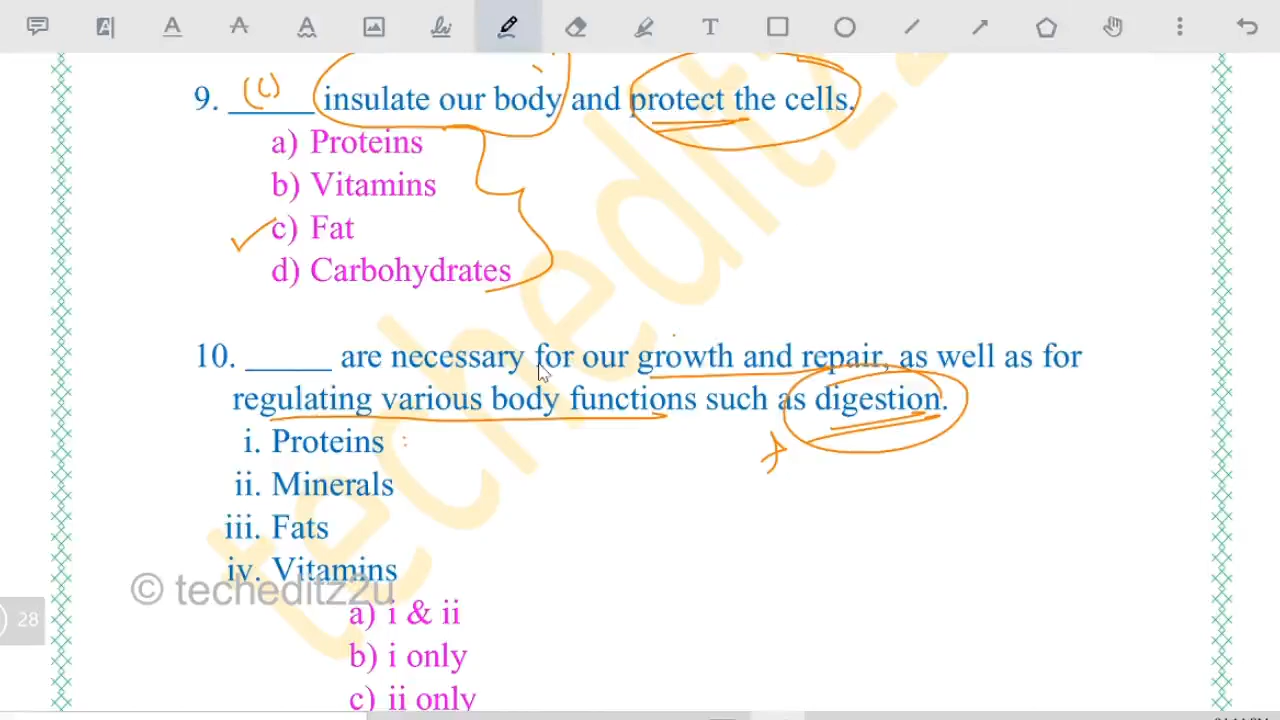 9. (c) insulate our body and protect the cells.
a) Proteins
b) Vitamins
c) Fat
d) Carbohydrates
10. _____ are necessary for our growth and repair, as well as for
regulating various body functions such as digestion.
i. Proteins
ii. Minerals
iii. Fats
iv. Vitamins
© techeditz2u
a) i & ii
28
b) i only
c) ii only